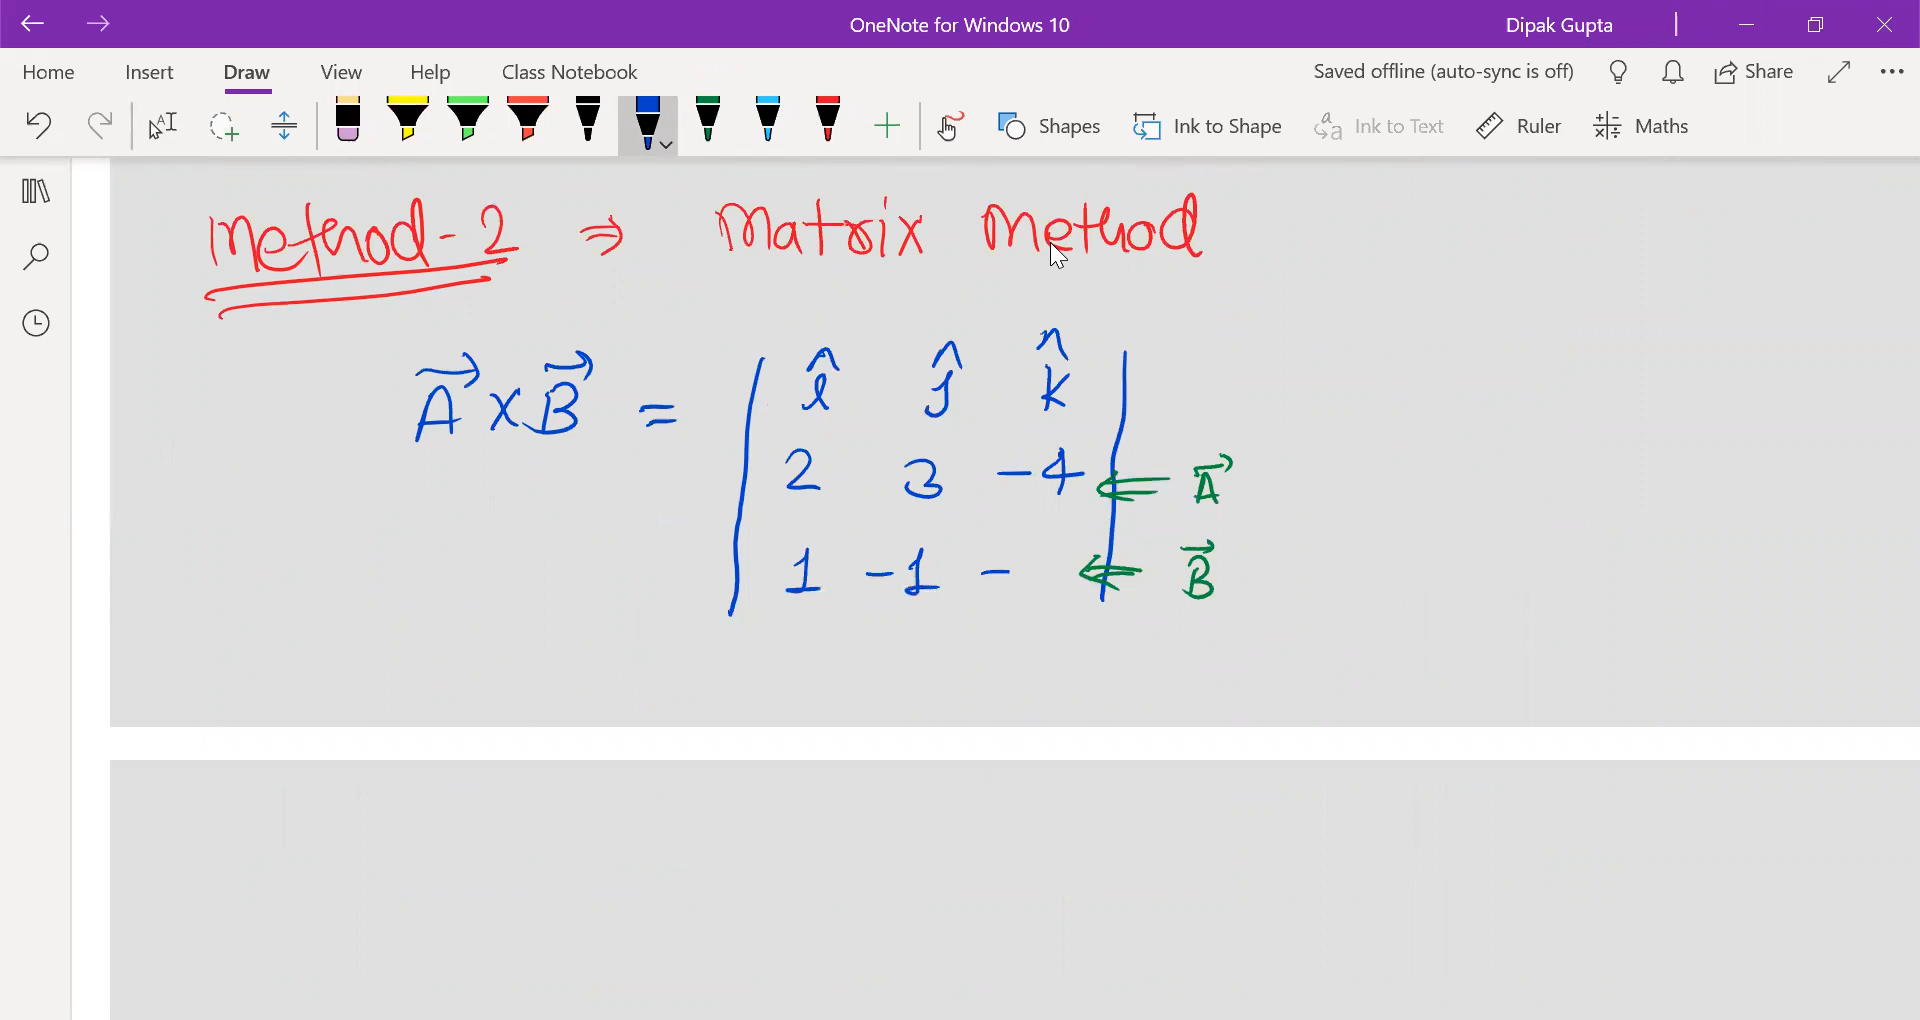 OneNote for Windows 10 Dipak Gupta
Home Insert Draw View Help Class Notebook Saved offline (auto-sync is off) Share
Shapes Ink to Shape Ink to Text Ruler Maths
Method-2 ⇒ Matrix Method
A⃗ × B⃗ = | î ĵ k̂ |
2 3 -4 ⇐ A⃗
1 -1 - ⇐ B⃗